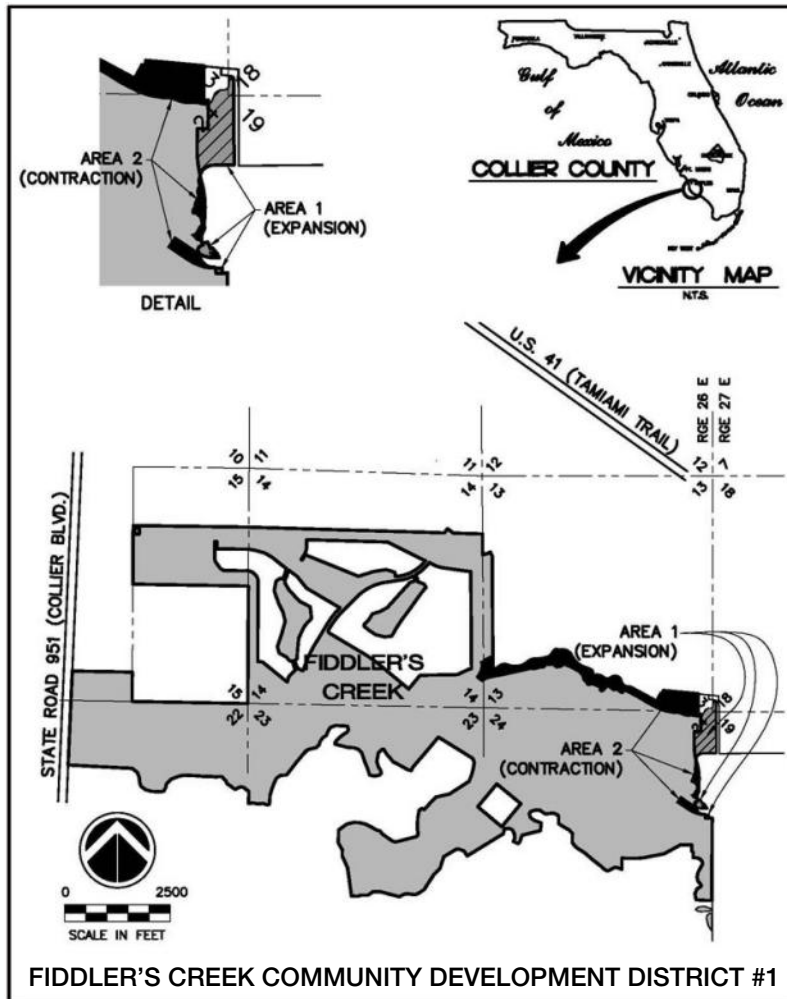 AREA 2
(CONTRACTION)
AREA 1
(EXPANSION)
DETAIL
18
19
Gulf
of
Mexico
Atlantic
Ocean
COLLIER COUNTY
VICINITY MAP
N.T.S.
U.S. 41 (TAMIAMI TRAIL)
RGE 26 E
RGE 27 E
10 11
15 14
11 12
14 13
12 7
13 18
STATE ROAD 951 (COLLIER BLVD.)
FIDDLER'S
CREEK
15 14
22 23
14 13
23 24
18
19
AREA 1
(EXPANSION)
AREA 2
(CONTRACTION)
0 2500
SCALE IN FEET
FIDDLER'S CREEK COMMUNITY DEVELOPMENT DISTRICT #1